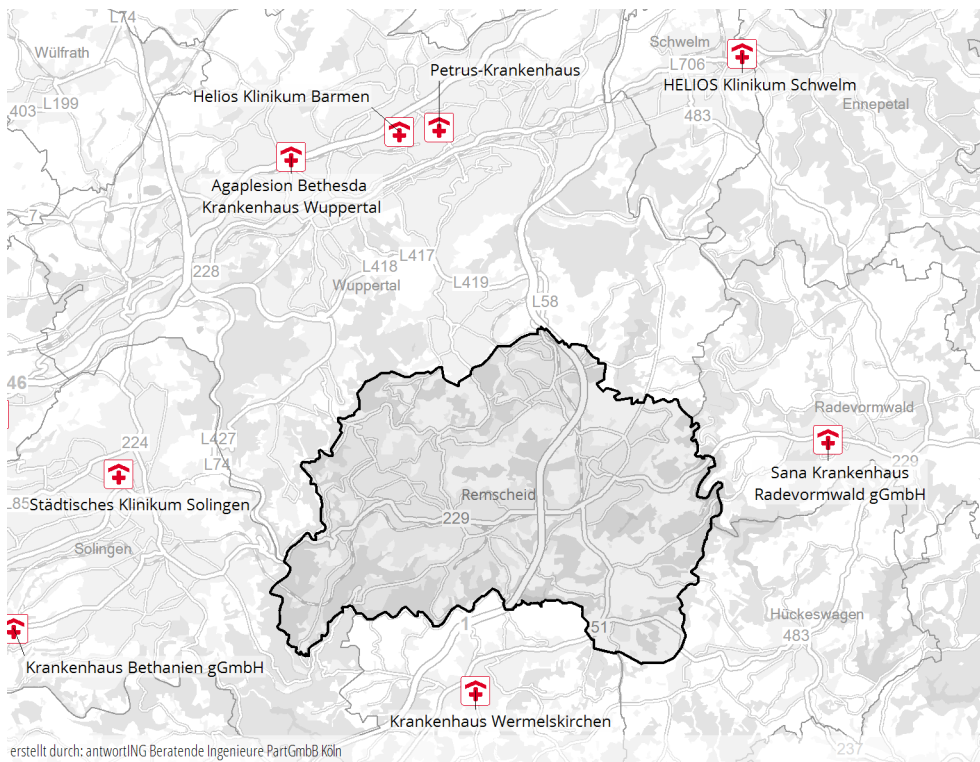 L74
Wülfrath
Schwelm
Petrus-Krankenhaus
L706
Helios Klinikum Barmen
HELIOS Klinikum Schwelm
403
L199
Ennepetal
483
Agaplesion Bethesda
Krankenhaus Wuppertal
L417
L418
228
Wuppertal
L419
L58
46
Radevormwald
224
L427
L74
229
Sana Krankenhaus
Radevormwald gGmbH
Städtisches Klinikum Solingen
L85
Remscheid
229
Solingen
Hückeswagen
1
51
483
Krankenhaus Bethanien gGmbH
Krankenhaus Wermelskirchen
237
erstellt durch: antwortING Beratende Ingenieure PartGmbB Köln